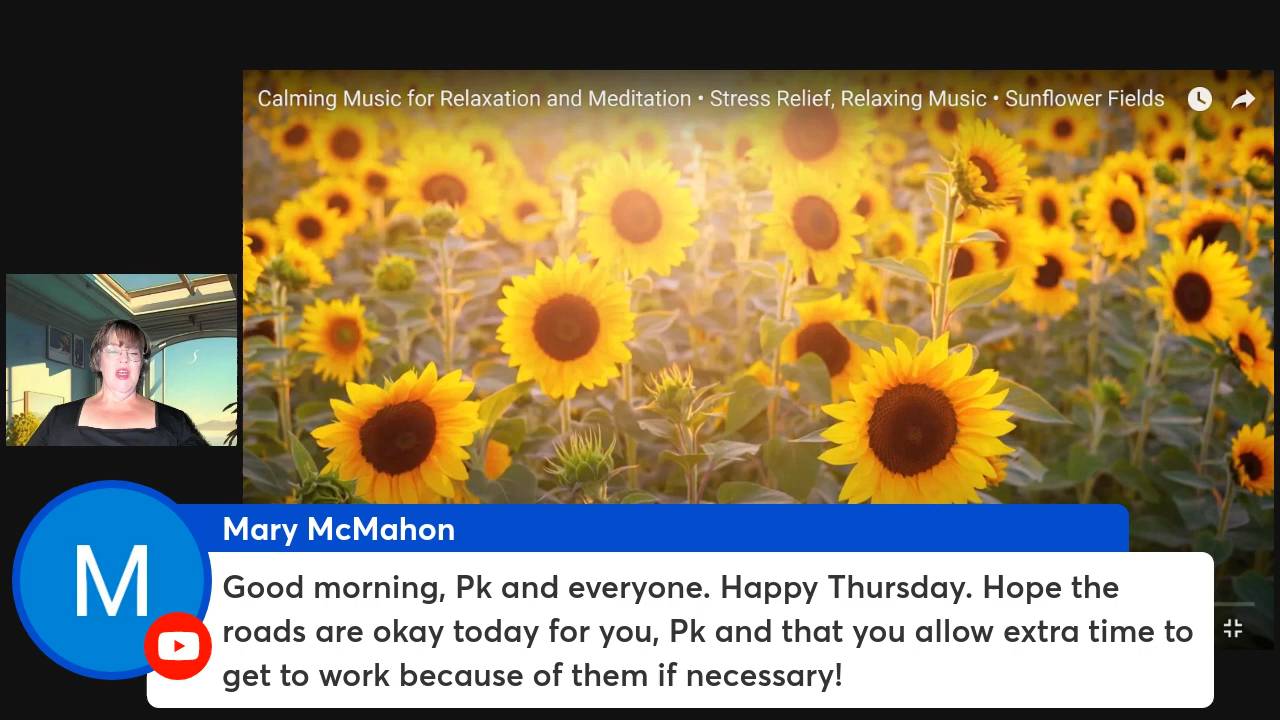 Calming Music for Relaxation and Meditation • Stress Relief, Relaxing Music • Sunflower Fields
M
Mary McMahon
Good morning, Pk and everyone. Happy Thursday. Hope the
roads are okay today for you, Pk and that you allow extra time to
get to work because of them if necessary!